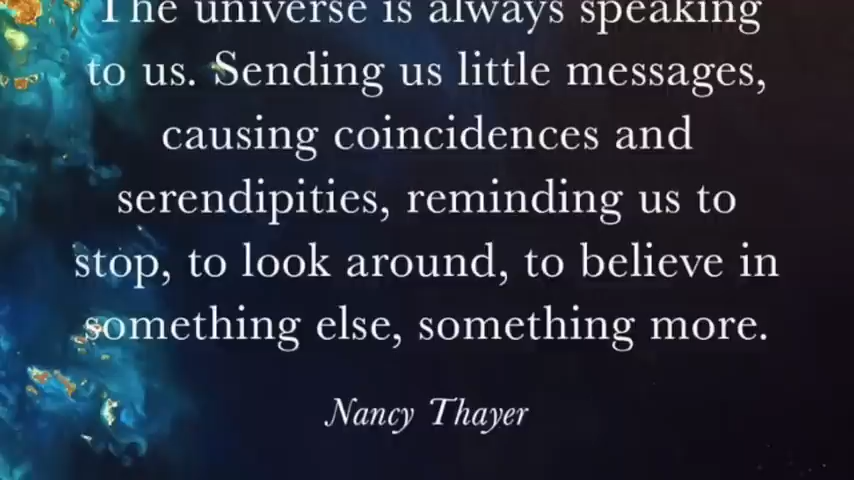 The universe is always speaking
to us. Sending us little messages,
causing coincidences and
serendipities, reminding us to
stop, to look around, to believe in
something else, something more.
Nancy Thayer